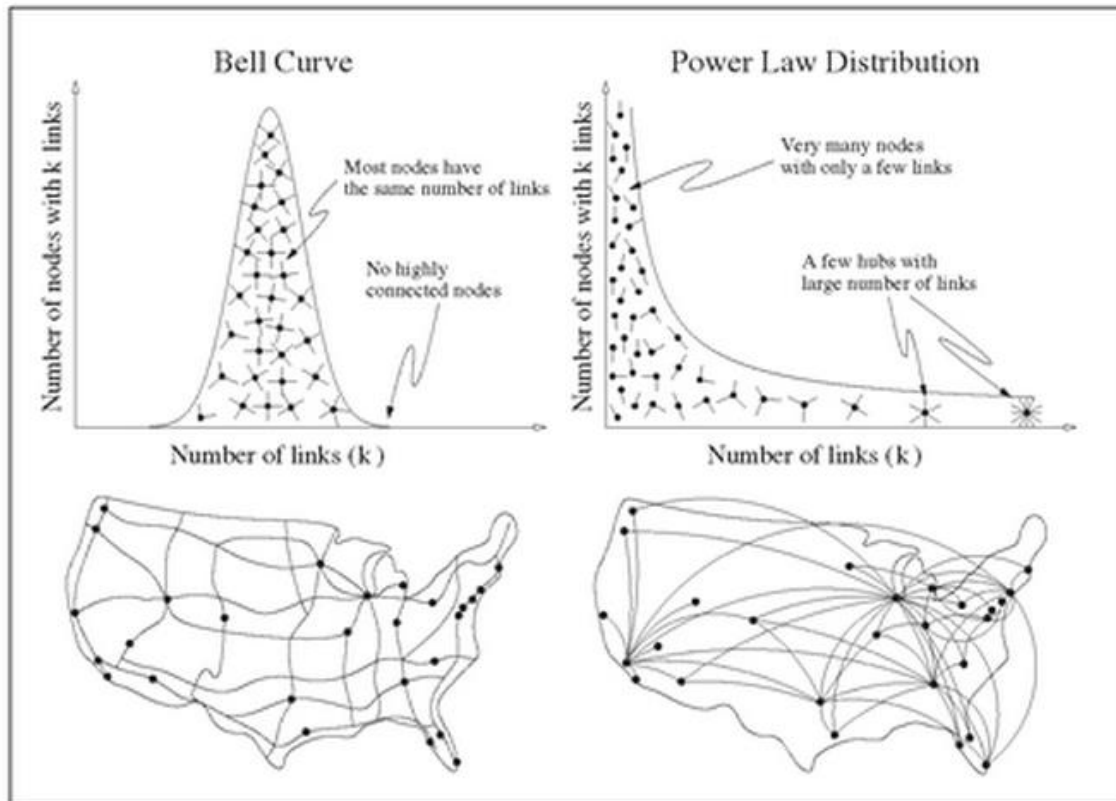 Bell Curve
Number of nodes with k links
Most nodes have
the same number of links
No highly
connected nodes
Number of links (k)
Power Law Distribution
Number of nodes with k links
Very many nodes
with only a few links
A few hubs with
large number of links
Number of links (k)